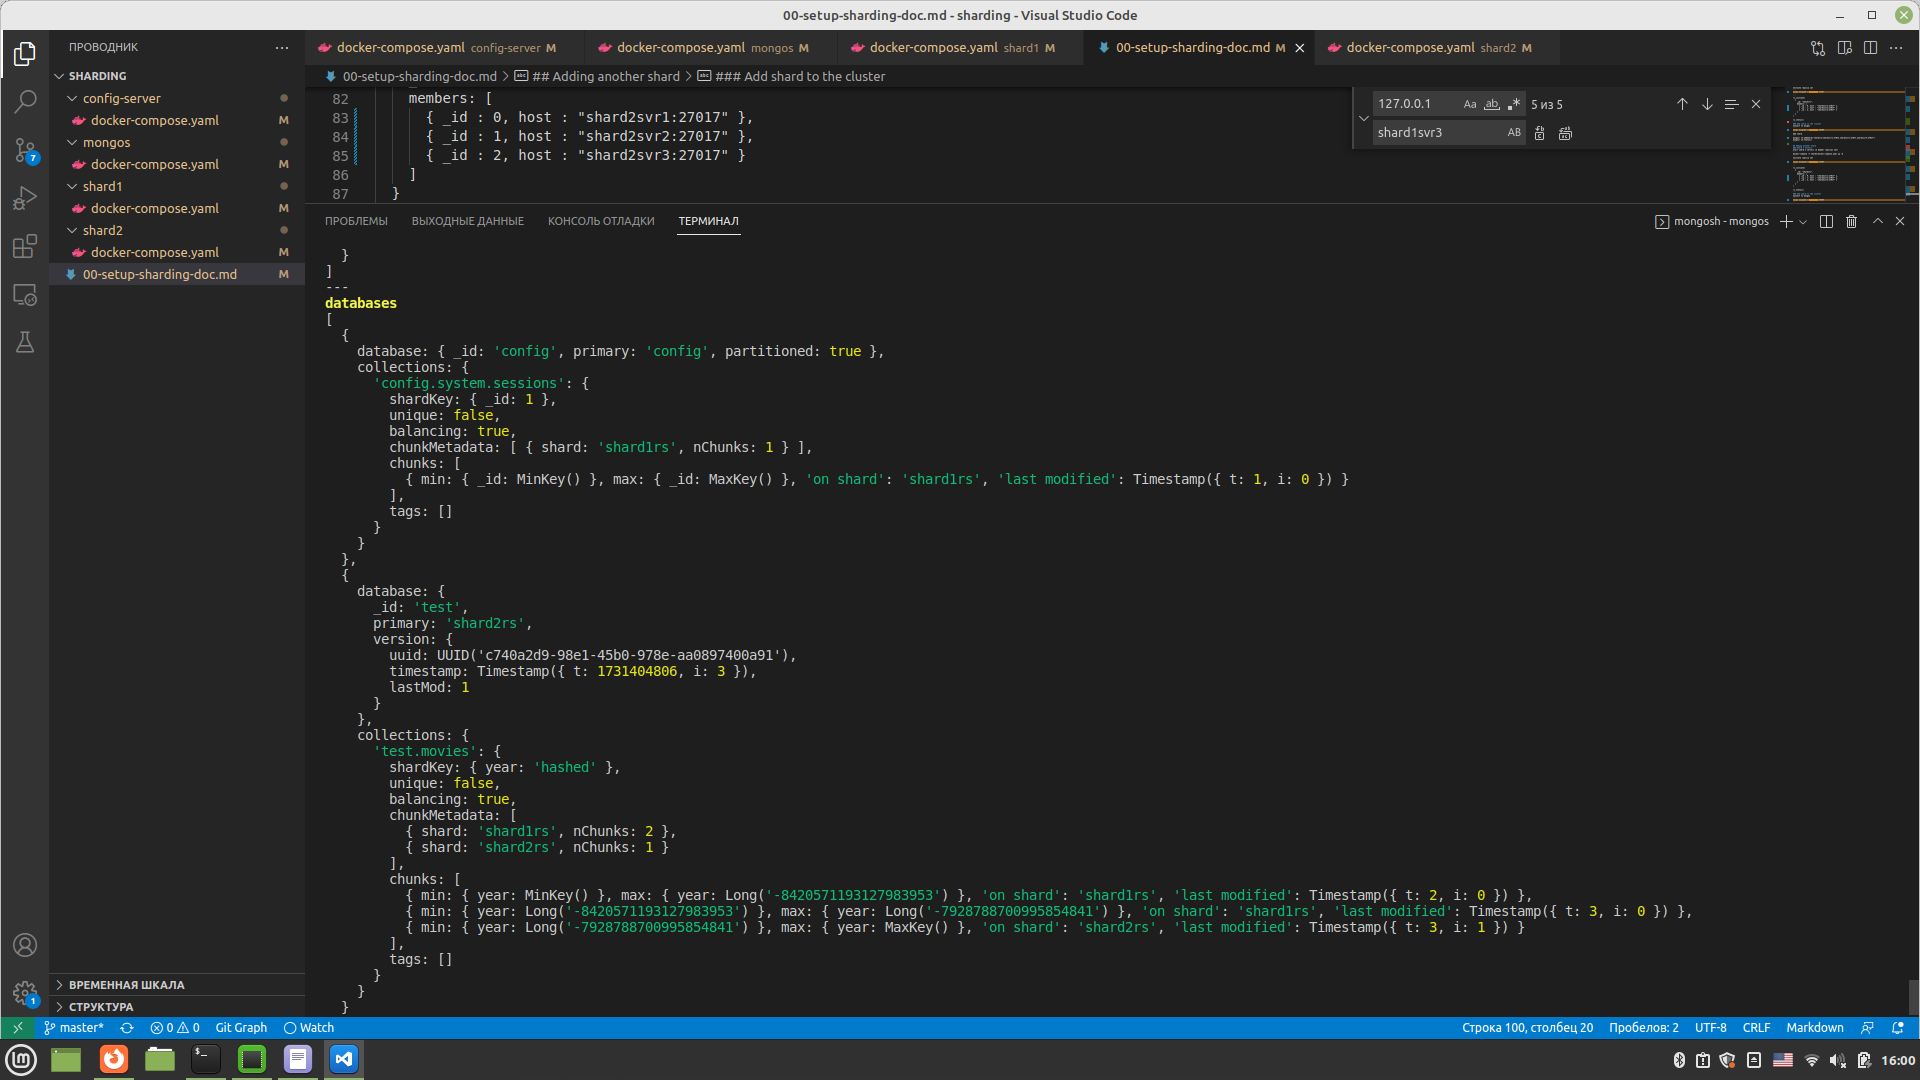 00-setup-sharding-doc.md - sharding - Visual Studio Code
ПРОВОДНИК
docker-compose.yaml config-server M
docker-compose.yaml mongos M
docker-compose.yaml shard1 M
00-setup-sharding-doc.md M
docker-compose.yaml shard2 M
SHARDING
config-server
docker-compose.yaml M
mongos
docker-compose.yaml M
shard1
docker-compose.yaml M
shard2
docker-compose.yaml M
00-setup-sharding-doc.md M
7
00-setup-sharding-doc.md > ## Adding another shard > ### Add shard to the cluster
82 members: [
83 { _id : 0, host : "shard2svr1:27017" },
84 { _id : 1, host : "shard2svr2:27017" },
85 { _id : 2, host : "shard2svr3:27017" }
86 ]
87 }
127.0.0.1 Aa ab .* 5 из 5
shard1svr3 AB
ПРОБЛЕМЫ ВЫХОДНЫЕ ДАННЫЕ КОНСОЛЬ ОТЛАДКИ ТЕРМИНАЛ
mongosh - mongos
}
]
---
databases
[
{
database: { _id: 'config', primary: 'config', partitioned: true },
collections: {
'config.system.sessions': {
shardKey: { _id: 1 },
unique: false,
balancing: true,
chunkMetadata: [ { shard: 'shard1rs', nChunks: 1 } ],
chunks: [
{ min: { _id: MinKey() }, max: { _id: MaxKey() }, 'on shard': 'shard1rs', 'last modified': Timestamp({ t: 1, i: 0 }) }
],
tags: []
}
}
},
{
database: {
_id: 'test',
primary: 'shard2rs',
version: {
uuid: UUID('c740a2d9-98e1-45b0-978e-aa0897400a91'),
timestamp: Timestamp({ t: 1731404806, i: 3 }),
lastMod: 1
}
},
collections: {
'test.movies': {
shardKey: { year: 'hashed' },
unique: false,
balancing: true,
chunkMetadata: [
{ shard: 'shard1rs', nChunks: 2 },
{ shard: 'shard2rs', nChunks: 1 }
],
chunks: [
{ min: { year: MinKey() }, max: { year: Long('-8420571193127983953') }, 'on shard': 'shard1rs', 'last modified': Timestamp({ t: 2, i: 0 }) },
{ min: { year: Long('-8420571193127983953') }, max: { year: Long('-7928788700995854841') }, 'on shard': 'shard1rs', 'last modified': Timestamp({ t: 3, i: 0 }) },
{ min: { year: Long('-7928788700995854841') }, max: { year: MaxKey() }, 'on shard': 'shard2rs', 'last modified': Timestamp({ t: 3, i: 1 }) }
],
tags: []
}
}
}
ВРЕМЕННАЯ ШКАЛА
СТРУКТУРА
1
master* 0 0 Git Graph Watch
Строка 100, столбец 20 Пробелов: 2 UTF-8 CRLF Markdown
16:00